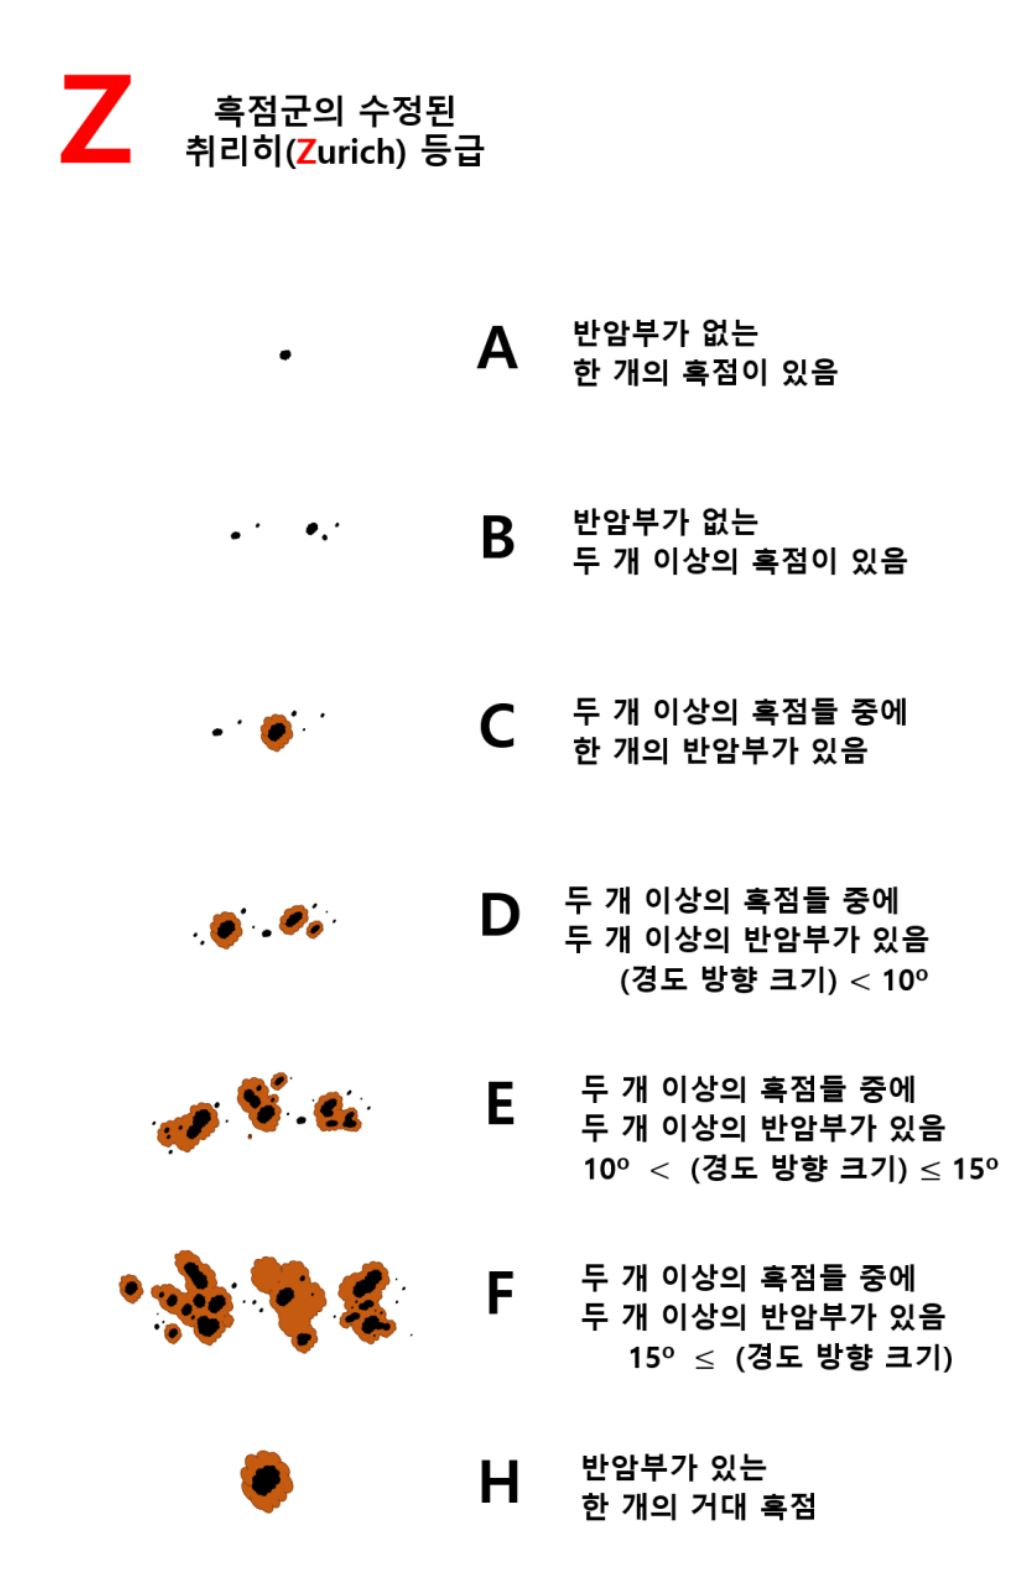 Z
흑점군의 수정된
취리히(Zurich) 등급
A
반암부가 없는
한 개의 흑점이 있음
B
반암부가 없는
두 개 이상의 흑점이 있음
C
두 개 이상의 흑점들 중에
한 개의 반암부가 있음
D
두 개 이상의 흑점들 중에
두 개 이상의 반암부가 있음
(경도 방향 크기) < 10º
E
두 개 이상의 흑점들 중에
두 개 이상의 반암부가 있음
10º < (경도 방향 크기) ≤ 15º
F
두 개 이상의 흑점들 중에
두 개 이상의 반암부가 있음
15º ≤ (경도 방향 크기)
H
반암부가 있는
한 개의 거대 흑점